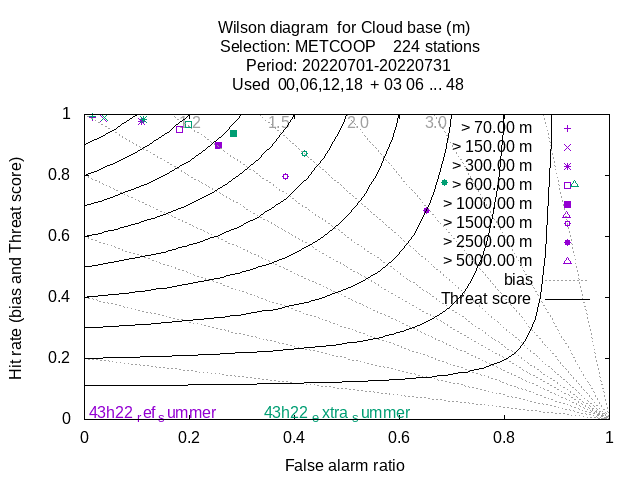 Wilson diagram for Cloud base (m)
Selection: METCOOP 224 stations
Period: 20220701-20220731
Used 00,06,12,18 + 03 06 ... 48
1
1.2
1.5
2.0
3.0
> 70.00 m
> 150.00 m
> 300.00 m
0.8
> 600.00 m
> 1000.00 m
> 1500.00 m
0.6
> 2500.00 m
> 5000.00 m
bias
0.4
Threat score
0.2
0
43h22_ref_summer
43h22_extra_summer
0 0.2 0.4 0.6 0.8 1
False alarm ratio
Hit rate (bias and Threat score)